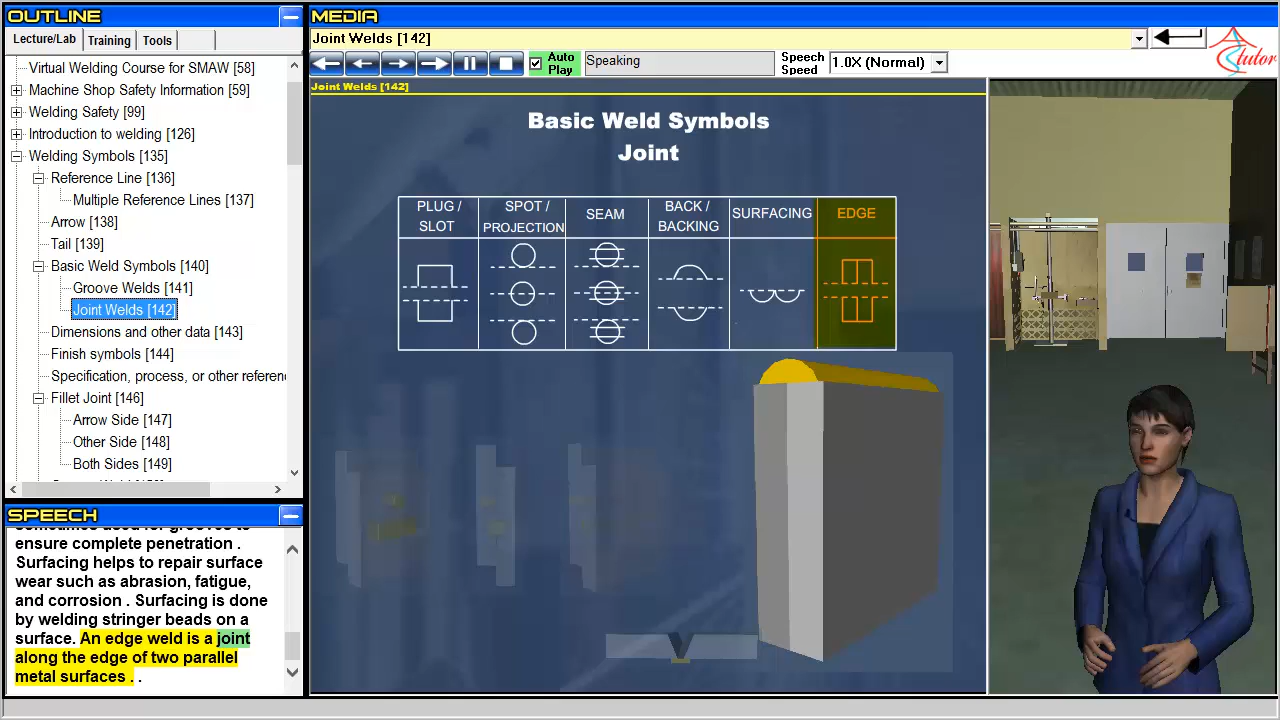 OUTLINE
Lecture/Lab Training Tools
Virtual Welding Course for SMAW [58]
Machine Shop Safety Information [59]
Welding Safety [99]
Introduction to welding [126]
Welding Symbols [135]
Reference Line [136]
Multiple Reference Lines [137]
Arrow [138]
Tail [139]
Basic Weld Symbols [140]
Groove Welds [141]
Joint Welds [142]
Dimensions and other data [143]
Finish symbols [144]
Specification, process, or other referen
Fillet Joint [146]
Arrow Side [147]
Other Side [148]
Both Sides [149]
SPEECH
ensure complete penetration .
Surfacing helps to repair surface
wear such as abrasion, fatigue,
and corrosion . Surfacing is done
by welding stringer beads on a
surface. An edge weld is a joint
along the edge of two parallel
metal surfaces . .
MEDIA
Joint Welds [142]
Auto
Play
Speaking
Speech
Speed
1.0X (Normal)
tutor
Joint Welds [142]
Basic Weld Symbols
Joint
PLUG /
SLOT
SPOT /
PROJECTION
SEAM
BACK /
BACKING
SURFACING
EDGE